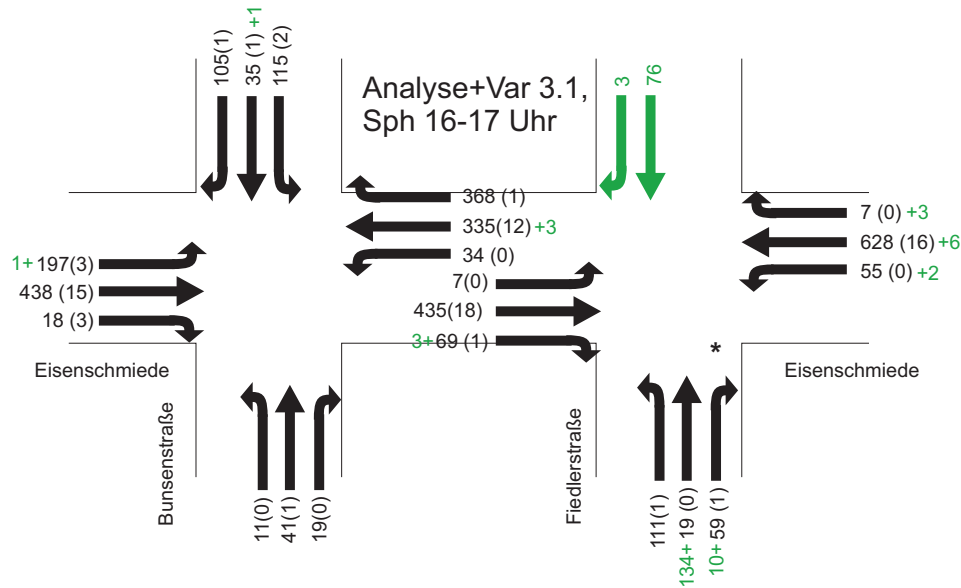 105(1)
35 (1) +1
115 (2)
Analyse+Var 3.1,
Sph 16-17 Uhr
3
76
368 (1)
335(12) +3
34 (0)
7 (0) +3
628 (16) +6
55 (0) +2
1+ 197(3)
438 (15)
18 (3)
7(0)
435(18)
3+ 69 (1)
*
Eisenschmiede
Eisenschmiede
Bunsenstraße
Fiedlerstraße
11(0)
41(1)
19(0)
111(1)
134+ 19 (0)
10+ 59 (1)